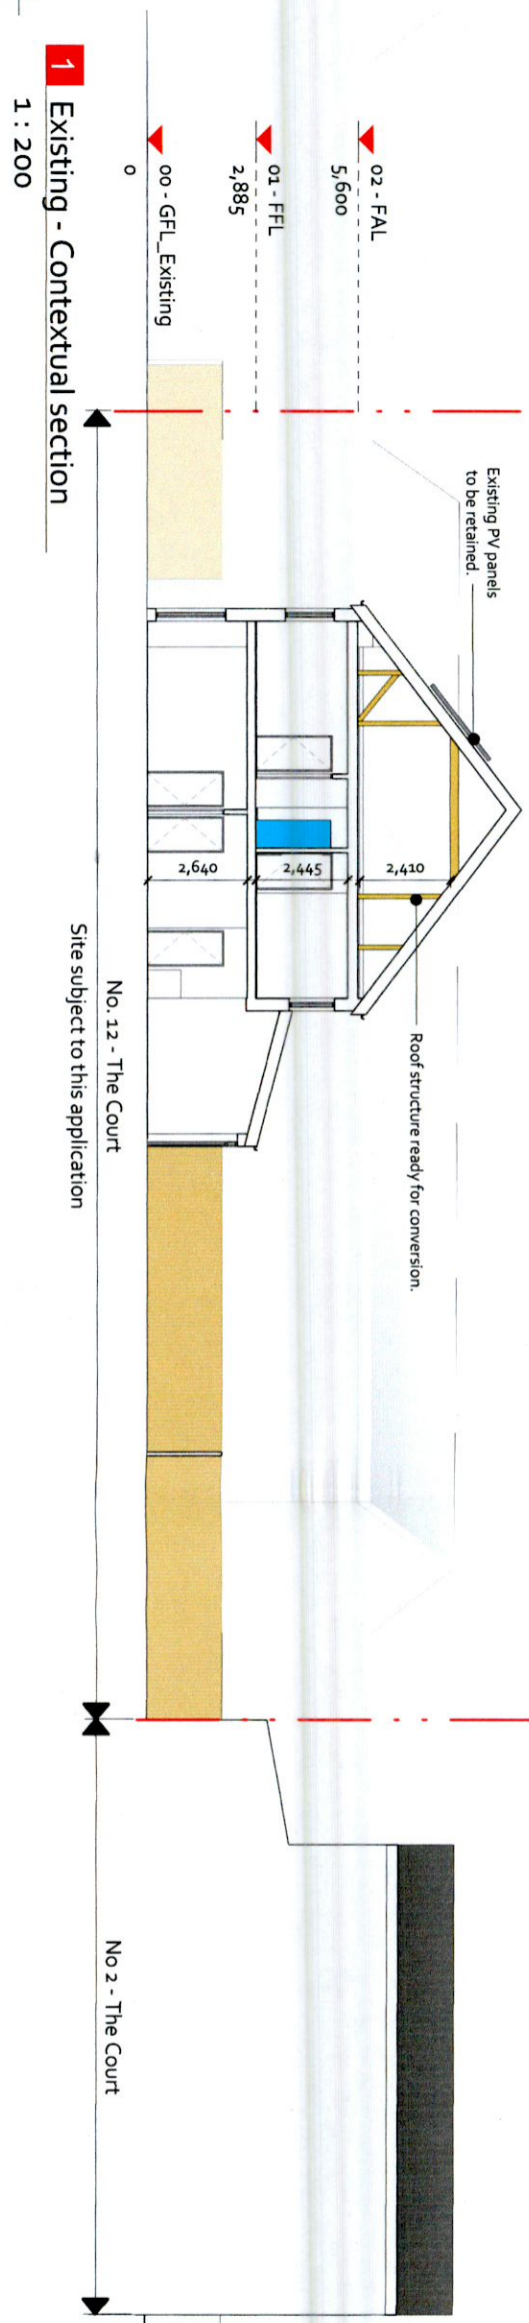 Existing PV panels
to be retained.
Roof structure ready for conversion.
02 - FAL
5,600
01 - FFL
2,885
00 - GFL_Existing
0
2,640
2,445
2,410
No. 12 - The Court
Site subject to this application
No 2 - The Court
1 Existing - Contextual section
1 : 200